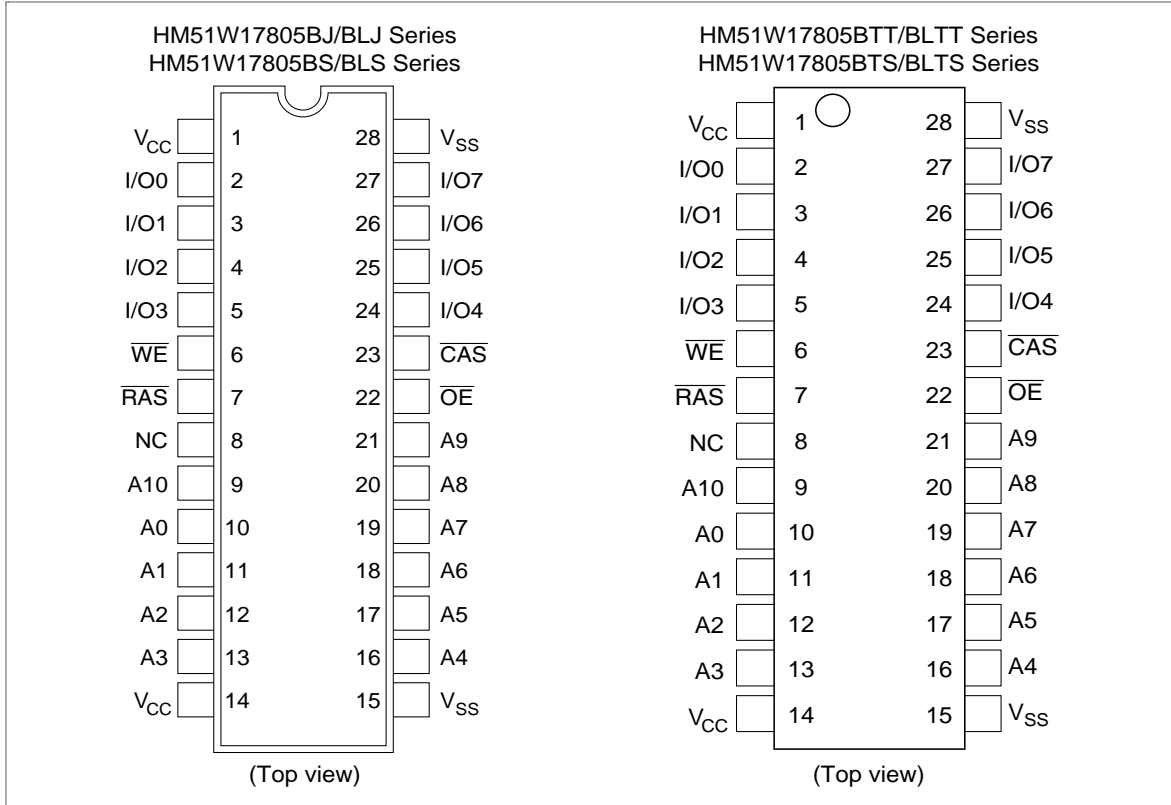 HM51W17805BJ/BLJ Series
HM51W17805BS/BLS Series
VCC 1 28 VSS
I/O0 2 27 I/O7
I/O1 3 26 I/O6
I/O2 4 25 I/O5
I/O3 5 24 I/O4
WE 6 23 CAS
RAS 7 22 OE
NC 8 21 A9
A10 9 20 A8
A0 10 19 A7
A1 11 18 A6
A2 12 17 A5
A3 13 16 A4
VCC 14 15 VSS
(Top view)
HM51W17805BTT/BLTT Series
HM51W17805BTS/BLTS Series
VCC 1 28 VSS
I/O0 2 27 I/O7
I/O1 3 26 I/O6
I/O2 4 25 I/O5
I/O3 5 24 I/O4
WE 6 23 CAS
RAS 7 22 OE
NC 8 21 A9
A10 9 20 A8
A0 10 19 A7
A1 11 18 A6
A2 12 17 A5
A3 13 16 A4
VCC 14 15 VSS
(Top view)